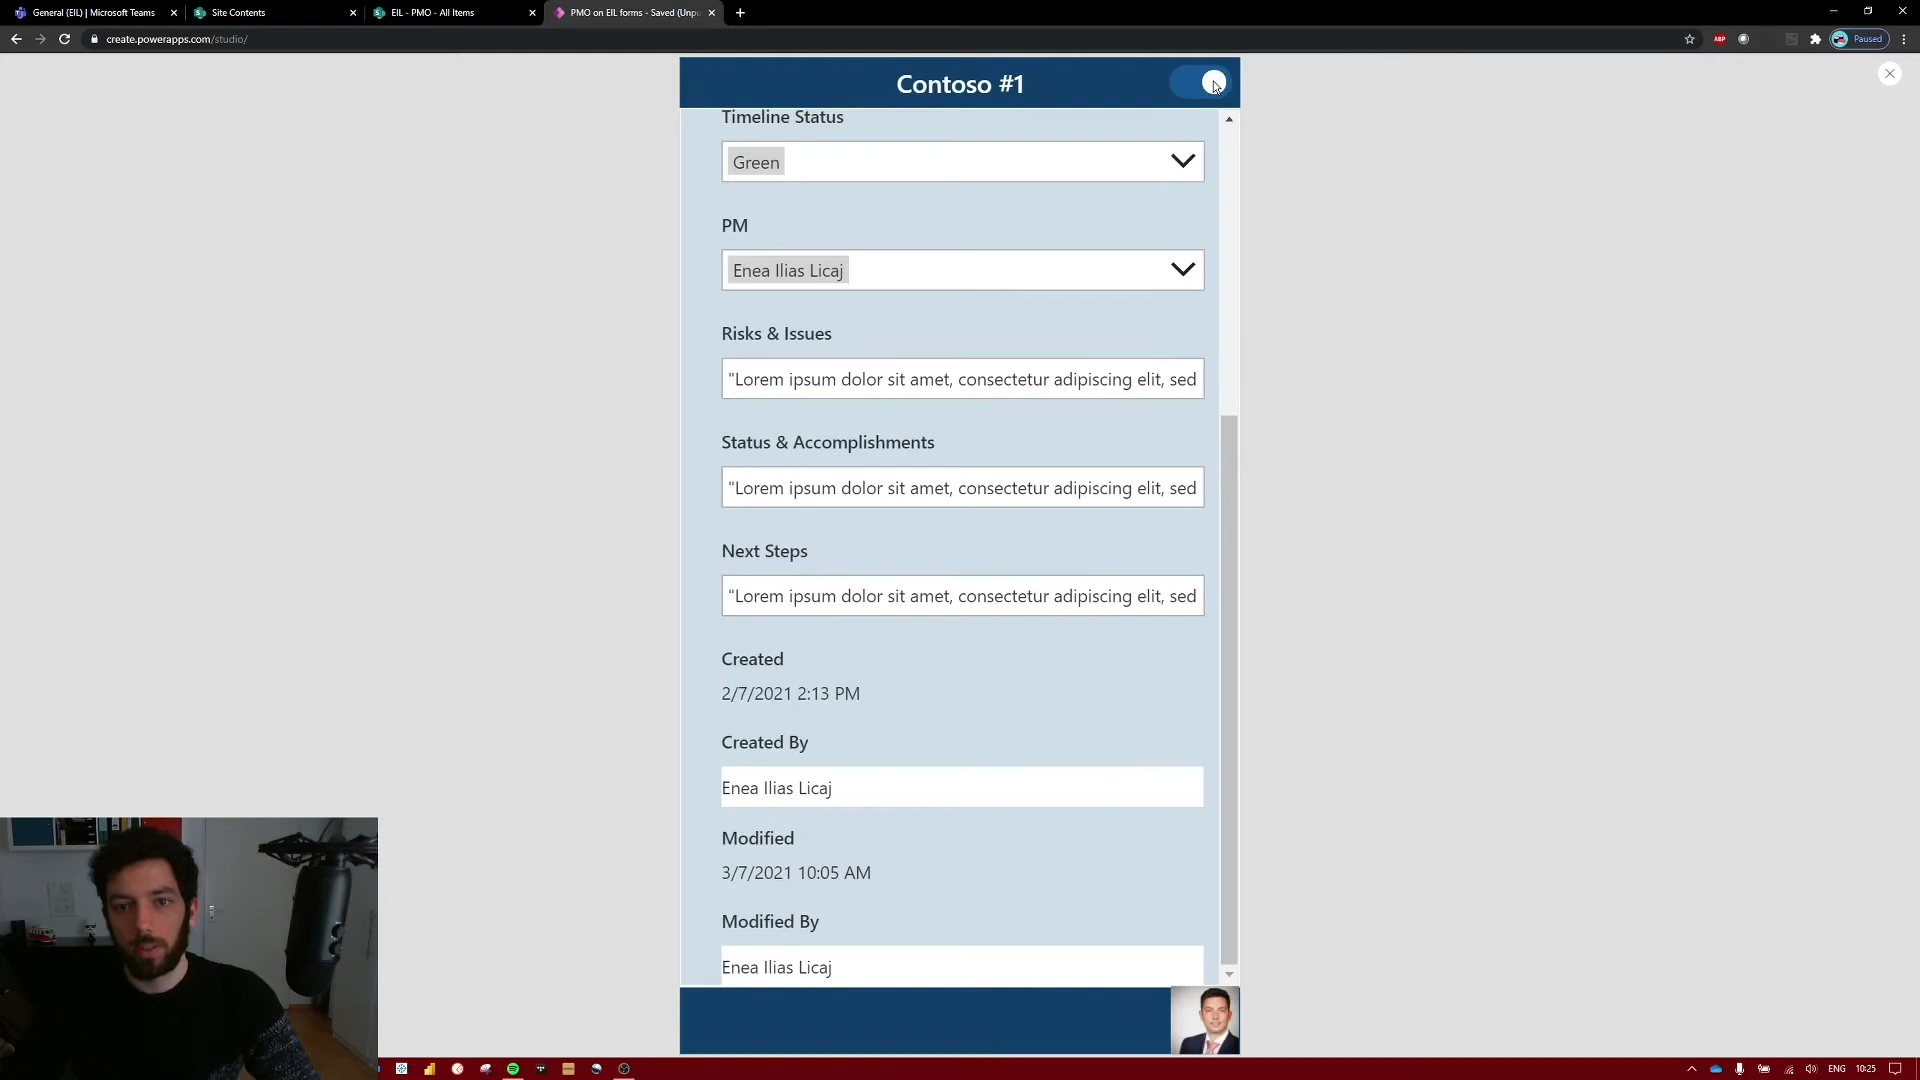 General (EIL) | Microsoft Teams
Site Contents
EIL - PMO - All Items
PMO on EIL forms - Saved (Unpu
create.powerapps.com/studio/
ABP
Paused
Contoso #1
Timeline Status
Green
PM
Enea Ilias Licaj
Risks & Issues
"Lorem ipsum dolor sit amet, consectetur adipiscing elit, sed
Status & Accomplishments
"Lorem ipsum dolor sit amet, consectetur adipiscing elit, sed
Next Steps
"Lorem ipsum dolor sit amet, consectetur adipiscing elit, sed
Created
2/7/2021 2:13 PM
Created By
Enea Ilias Licaj
Modified
3/7/2021 10:05 AM
Modified By
Enea Ilias Licaj
ENG
10:25